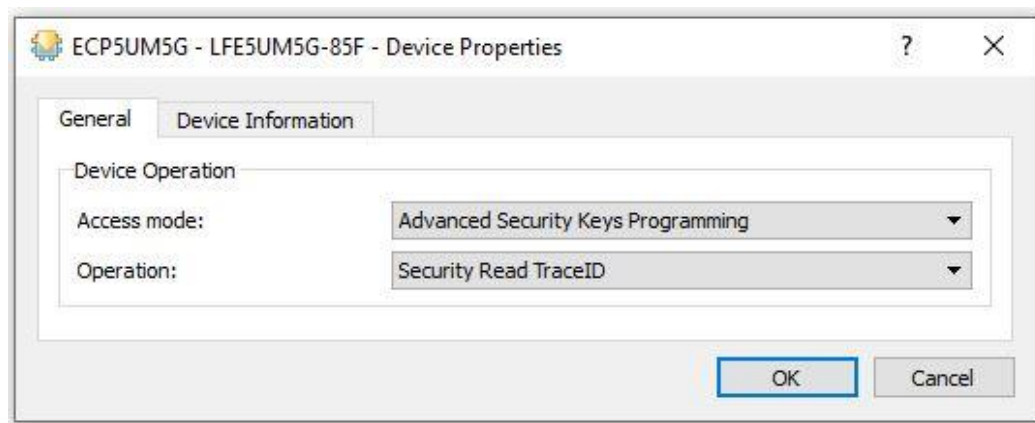 ECP5UM5G - LFE5UM5G-85F - Device Properties ? ×
General Device Information
Device Operation
Access mode: Advanced Security Keys Programming
Operation: Security Read TraceID
OK Cancel